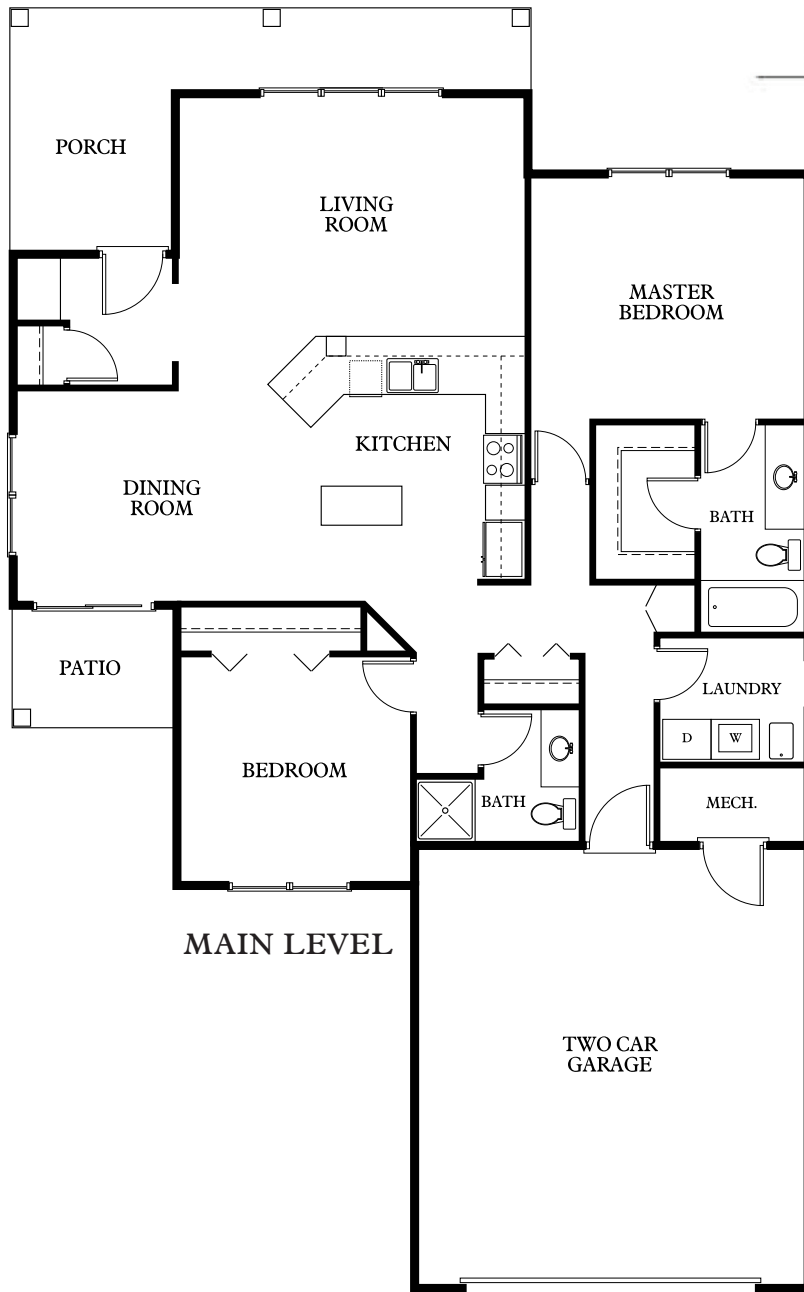 PORCH
LIVING
ROOM
MASTER
BEDROOM
KITCHEN
DINING
ROOM
BATH
PATIO
LAUNDRY
D
W
BEDROOM
BATH
MECH.
MAIN LEVEL
TWO CAR
GARAGE